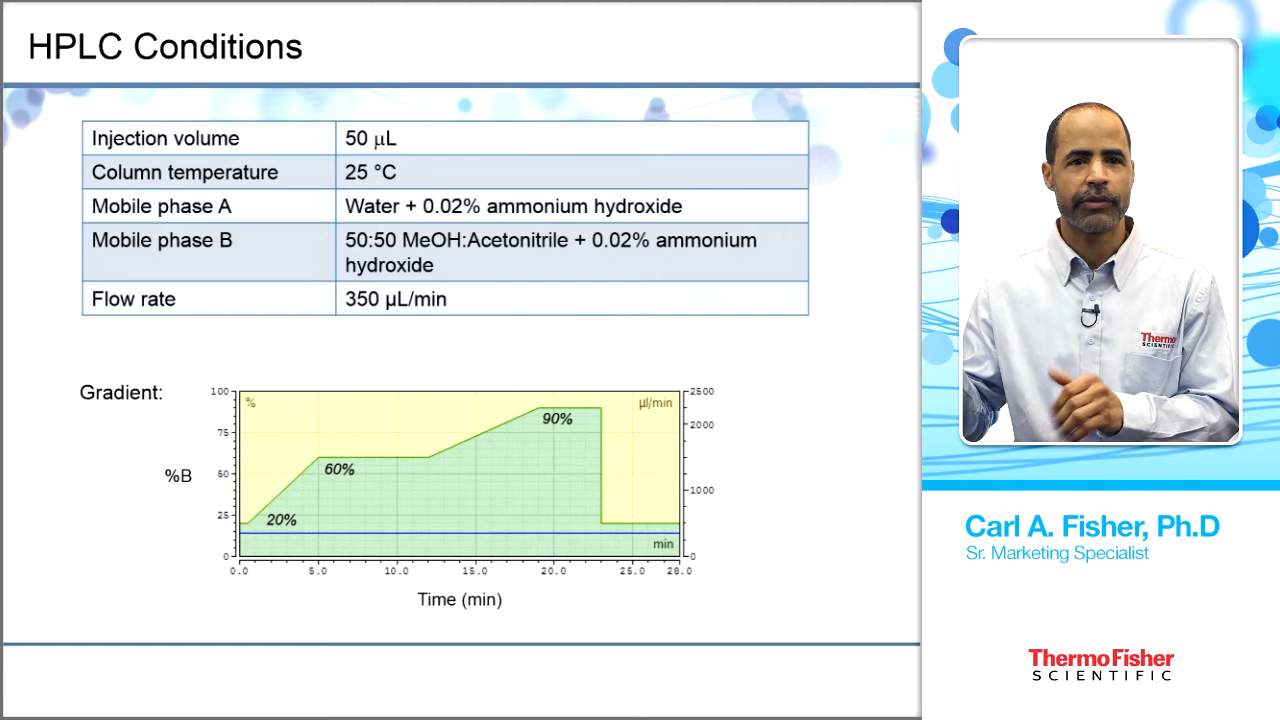 HPLC Conditions
Injection volume 50 μL
Column temperature 25 °C
Mobile phase A Water + 0.02% ammonium hydroxide
Mobile phase B 50:50 MeOH:Acetonitrile + 0.02% ammonium
hydroxide
Flow rate 350 μL/min
Gradient:
100 % µl/min 2500
90% 2000
75
60%
%B 50
1000
25 20%
min
0 0
0.0 5.0 10.0 15.0 20.0 25.0 28.0
Time (min)
Thermo
SCIENTIFIC
Carl A. Fisher, Ph.D
Sr. Marketing Specialist
ThermoFisher
SCIENTIFIC